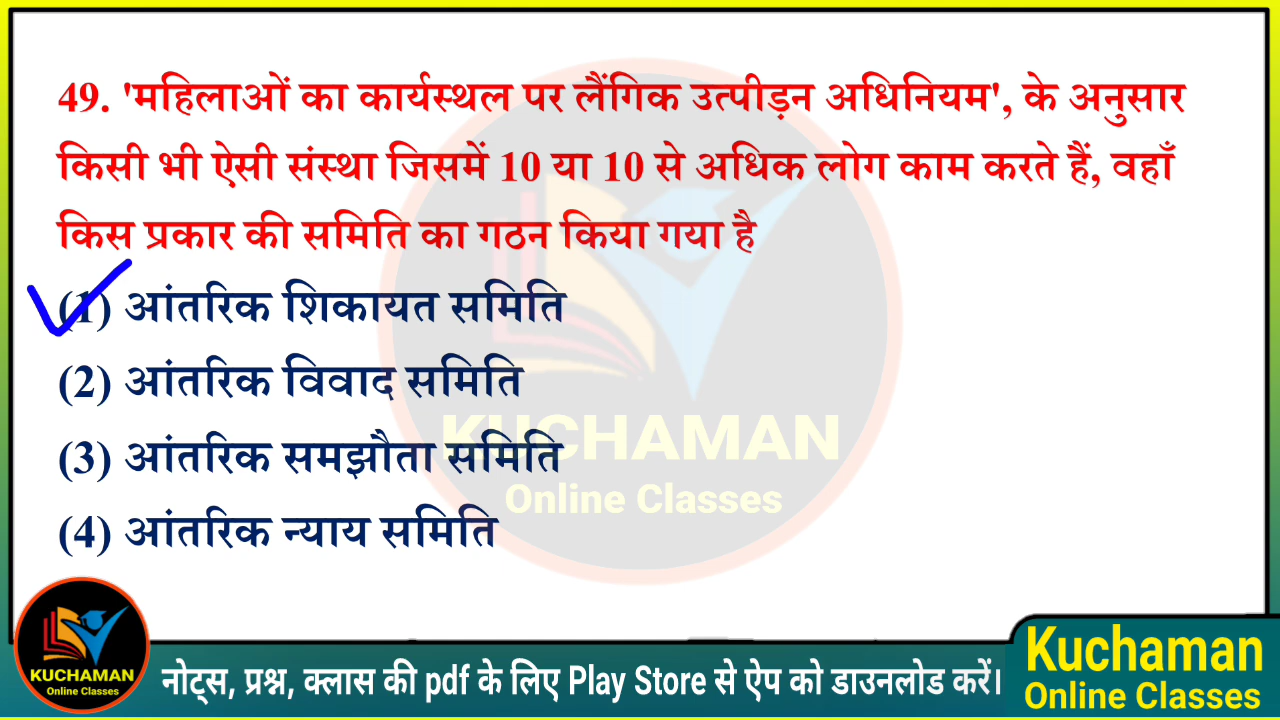 49. 'महिलाओं का कार्यस्थल पर लैंगिक उत्पीड़न अधिनियम', के अनुसार
किसी भी ऐसी संस्था जिसमें 10 या 10 से अधिक लोग काम करते हैं, वहाँ
किस प्रकार की समिति का गठन किया गया है
(1) आंतरिक शिकायत समिति
(2) आंतरिक विवाद समिति
(3) आंतरिक समझौता समिति
(4) आंतरिक न्याय समिति
KUCHAMAN
Online Classes
KUCHAMAN
Online Classes
नोट्स, प्रश्न, क्लास की pdf के लिए Play Store से ऐप को डाउनलोड करें।
Kuchaman
Online Classes